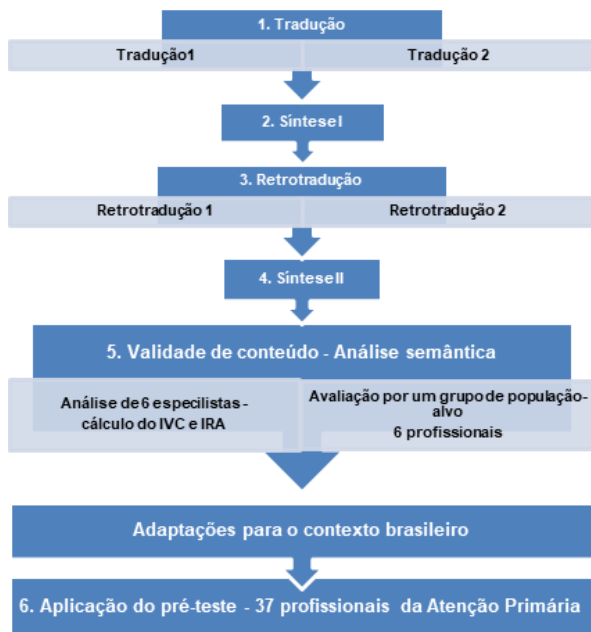 1. Tradução
Tradução1
Tradução 2
2. Síntese I
3. Retrotradução
Retrotradução 1
Retrotradução 2
4. Síntese II
5. Validade de conteúdo - Análise semântica
Análise de 6 especilistas -
cálculo do IVC e IRA
Avaliação por um grupo de população-
alvo
6 profissionais
Adaptações para o contexto brasileiro
6. Aplicação do pré-teste - 37 profissionais da Atenção Primária